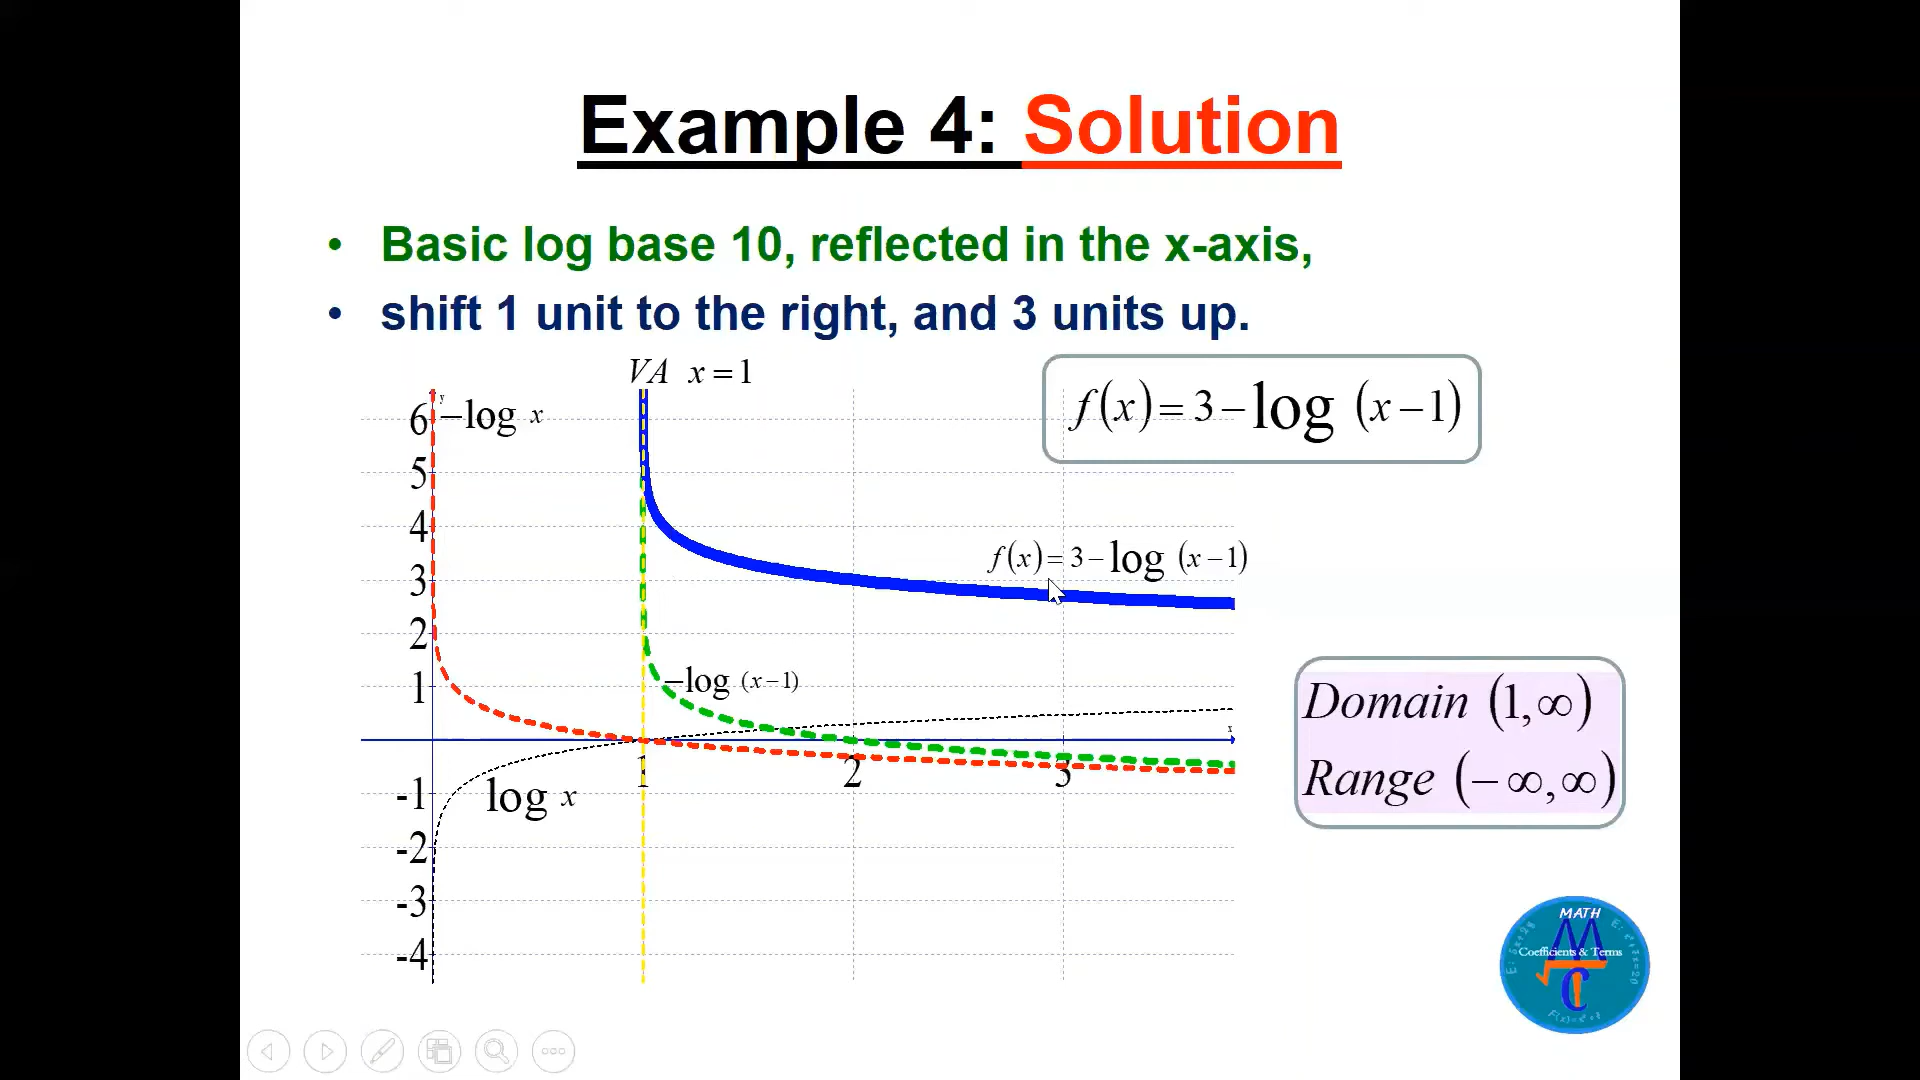 Example 4: Solution
• Basic log base 10, reflected in the x-axis,
• shift 1 unit to the right, and 3 units up.
VA x = 1
f(x) = 3 – log (x – 1)
y
–log x
6
5
4
f(x) = 3 – log (x – 1)
3
2
–log (x – 1)
1
Domain (1, ∞)
x
1 2 3
Range (– ∞, ∞)
-1
log x
-2
-3
-4
MATH
Coefficients & Terms